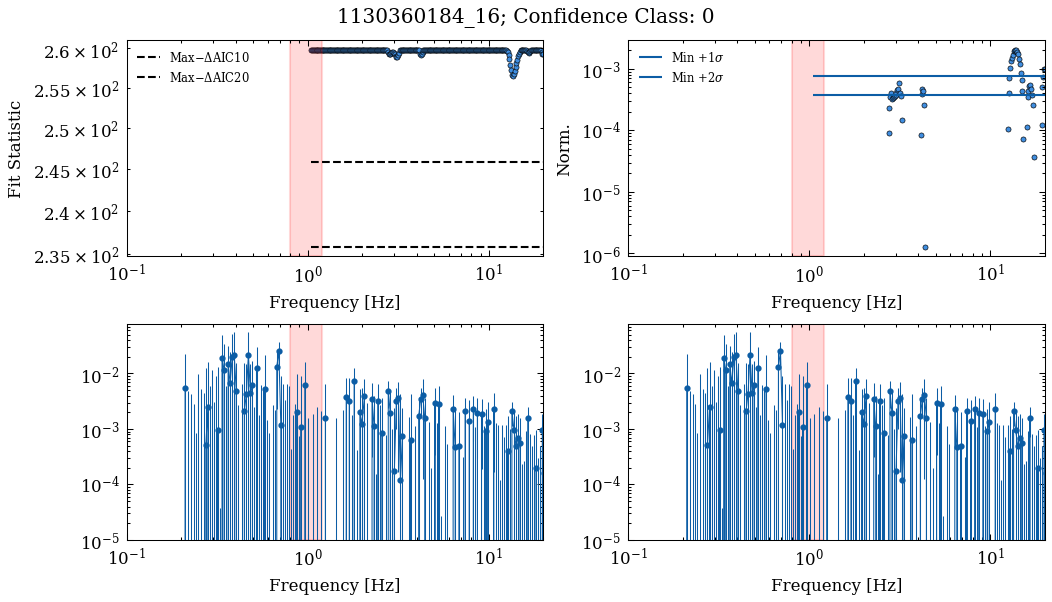 1130360184_16; Confidence Class: 0
Fit Statistic
2.6 × 10²
2.55 × 10²
2.5 × 10²
2.45 × 10²
2.4 × 10²
2.35 × 10²
Max−ΔAIC10
Max−ΔAIC20
10⁻¹
10⁰
10¹
Frequency [Hz]
Norm.
10⁻³
10⁻⁴
10⁻⁵
10⁻⁶
Min +1σ
Min +2σ
10⁻¹
10⁰
10¹
Frequency [Hz]
10⁻²
10⁻³
10⁻⁴
10⁻⁵
10⁻¹
10⁰
10¹
Frequency [Hz]
10⁻²
10⁻³
10⁻⁴
10⁻⁵
10⁻¹
10⁰
10¹
Frequency [Hz]